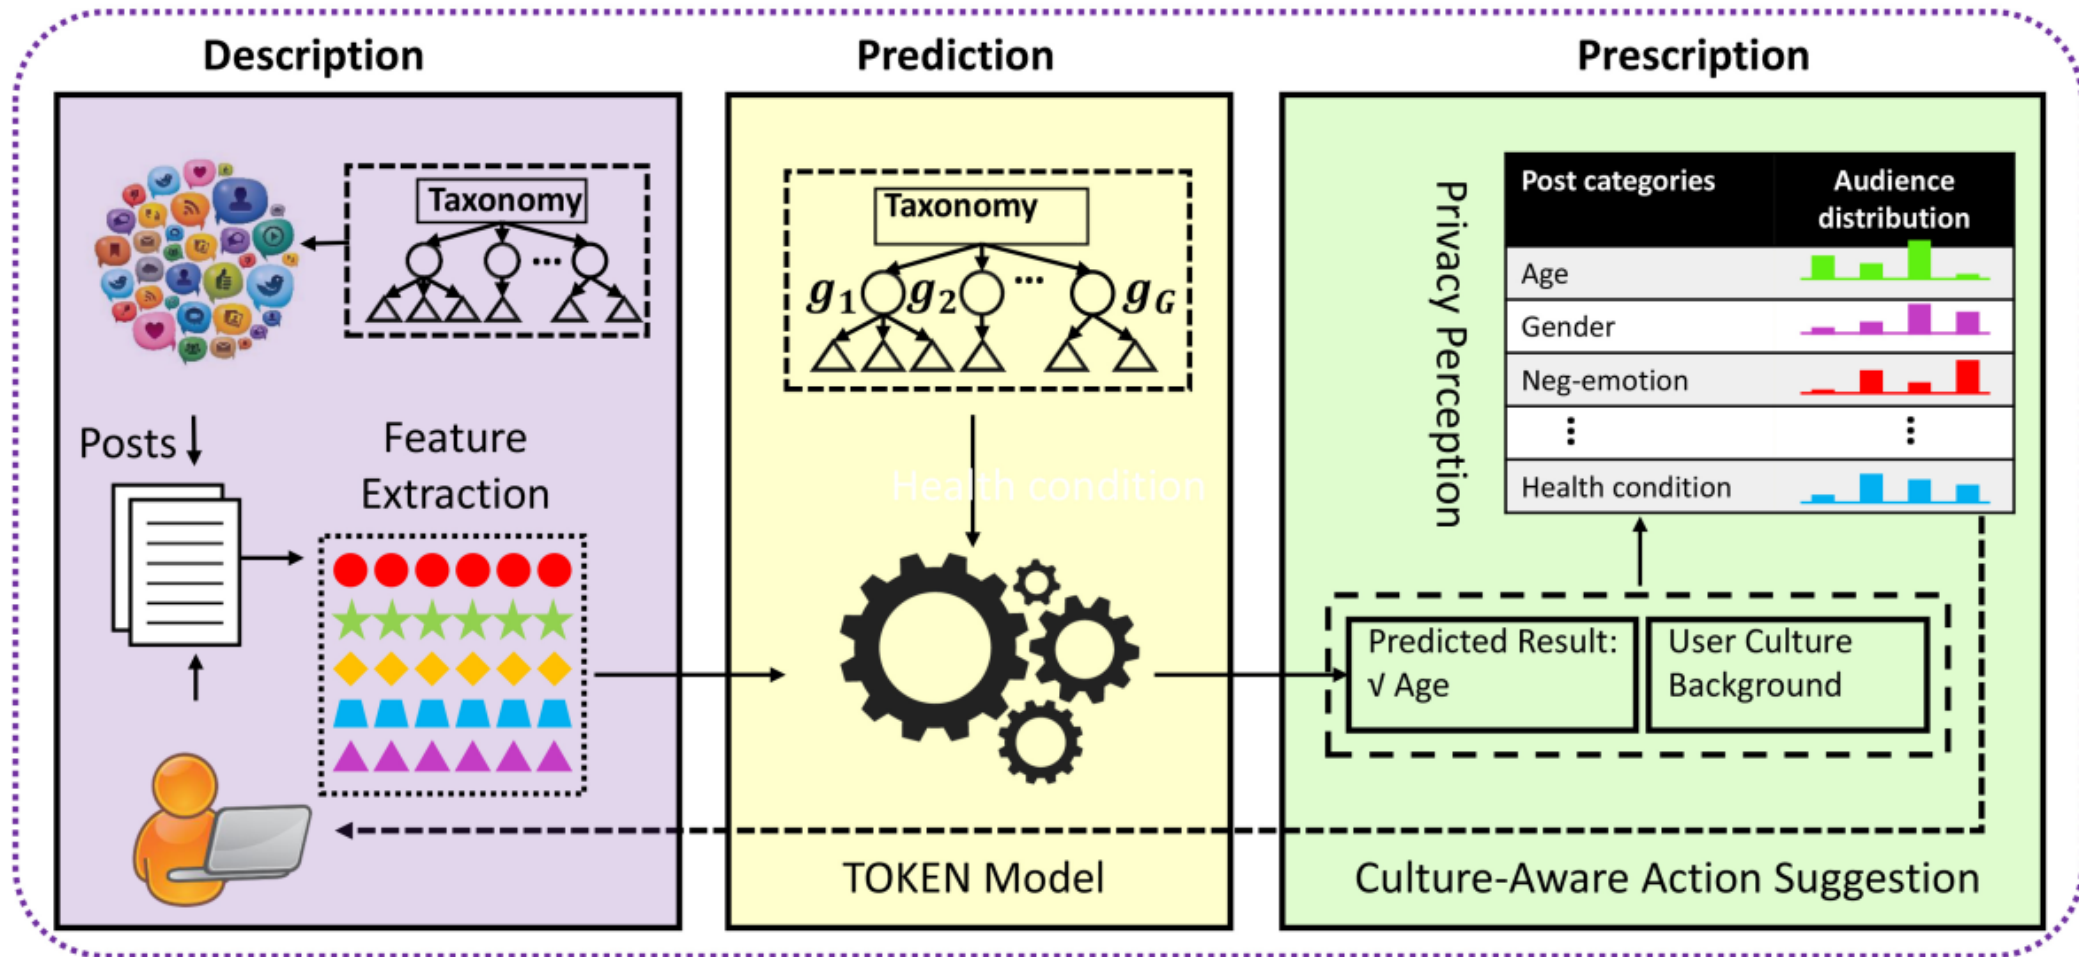 Description
Prediction
Prescription
Taxonomy
...
Posts
Feature
Extraction
Taxonomy
...
g1
g2
gG
Health condition
TOKEN Model
Privacy Perception
Post categories
Audience
distribution
Age
Gender
Neg-emotion
Health condition
Predicted Result:
√ Age
User Culture
Background
Culture-Aware Action Suggestion